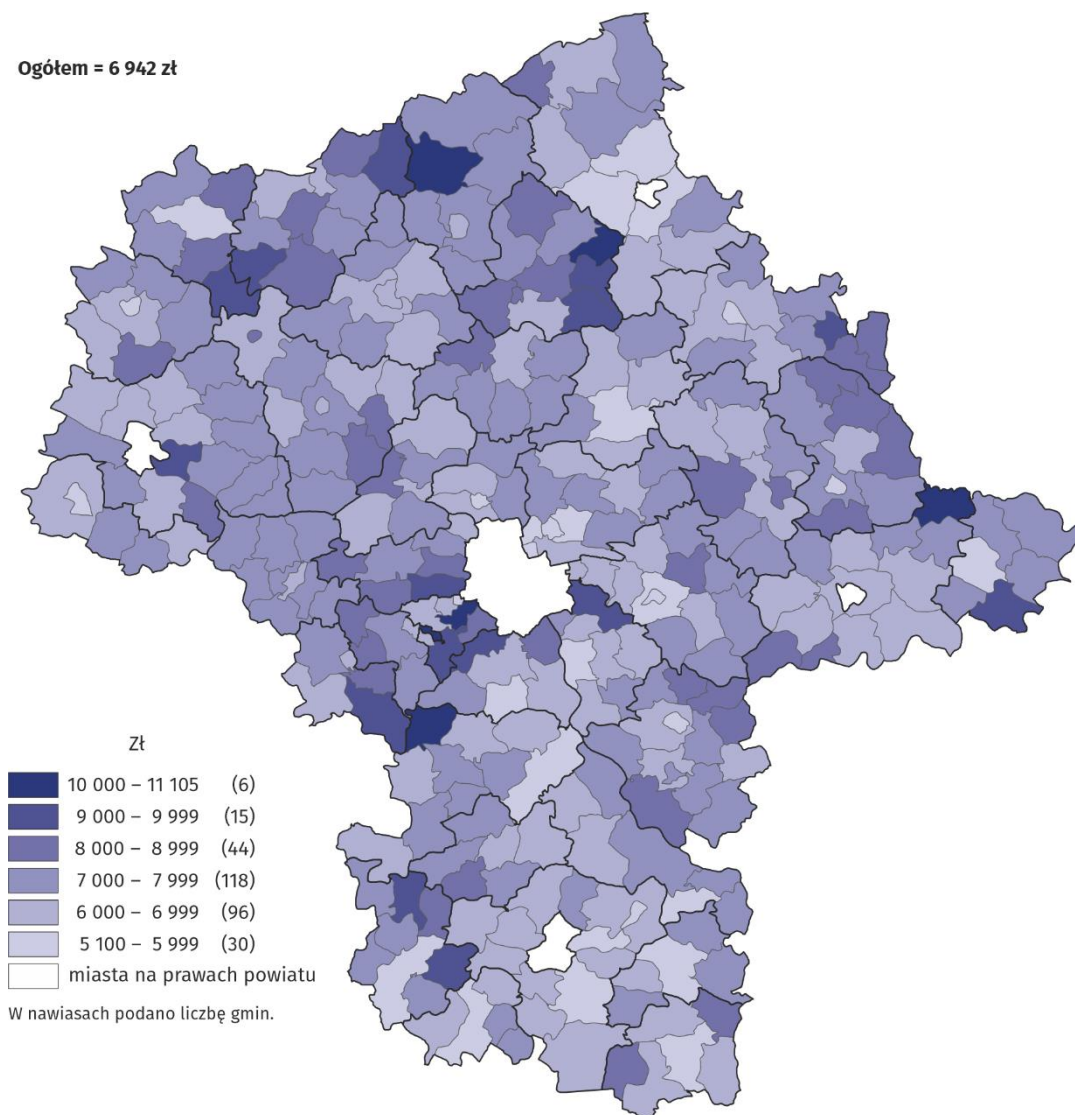 Ogółem = 6 942 zł
Zł
10 000 – 11 105 (6)
9 000 – 9 999 (15)
8 000 – 8 999 (44)
7 000 – 7 999 (118)
6 000 – 6 999 (96)
5 100 – 5 999 (30)
miasta na prawach powiatu
W nawiasach podano liczbę gmin.